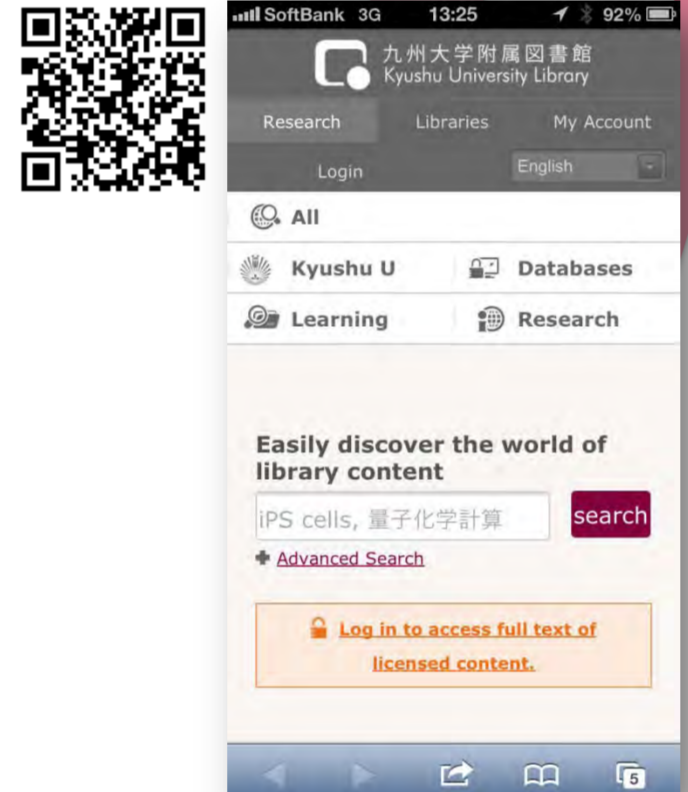 SoftBank 3G 13:25 92%
九州大学附属図書館
Kyushu University Library
Research Libraries My Account
Login English
All
Kyushu U Databases
Learning Research
Easily discover the world of
library content
iPS cells, 量子化学計算 search
Advanced Search
Log in to access full text of
licensed content.
5